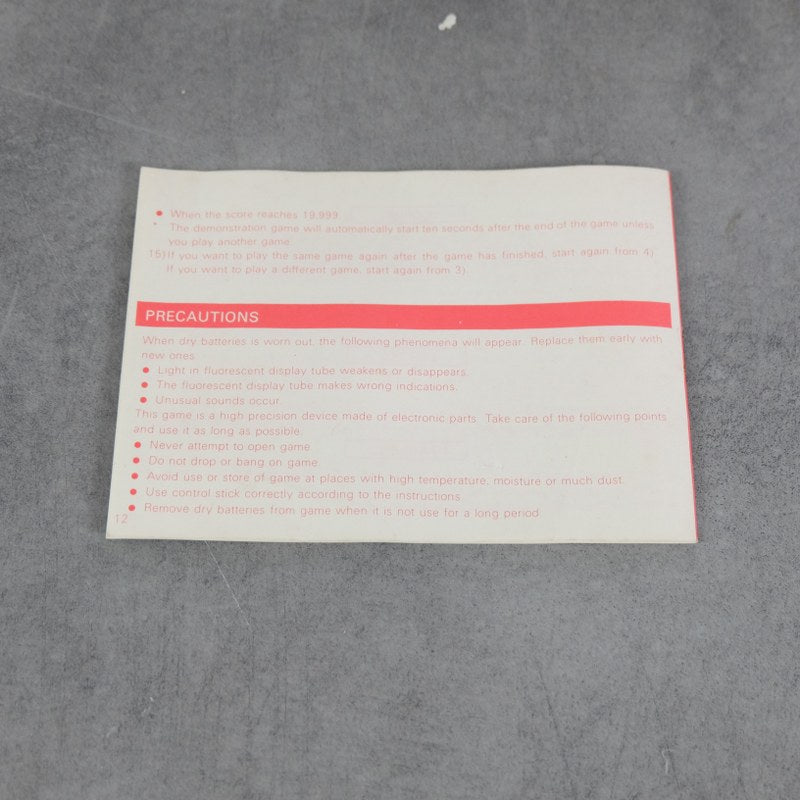 ● When the score reaches 19,999.
The demonstration game will automatically start ten seconds after the end of the game unless
you play another game.
15) If you want to play the same game again after the game has finished, start again from 4).
If you want to play a different game, start again from 3).
PRECAUTIONS
When dry batteries is worn out, the following phenomena will appear. Replace them early with
new ones.
● Light in fluorescent display tube weakens or disappears.
● The fluorescent display tube makes wrong indications.
● Unusual sounds occur.
This game is a high precision device made of electronic parts. Take care of the following points
and use it as long as possible.
● Never attempt to open game
● Do not drop or bang on game
● Avoid use or store of game at places with high temperature, moisture or much dust.
● Use control stick correctly according to the instructions
● Remove dry batteries from game when it is not use for a long period
12